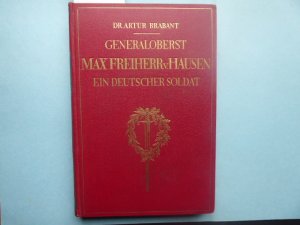 DR. ARTUR BRABANT
GENERALOBERST
MAX FREIHERR v. HAUSEN
EIN DEUTSCHER SOLDAT